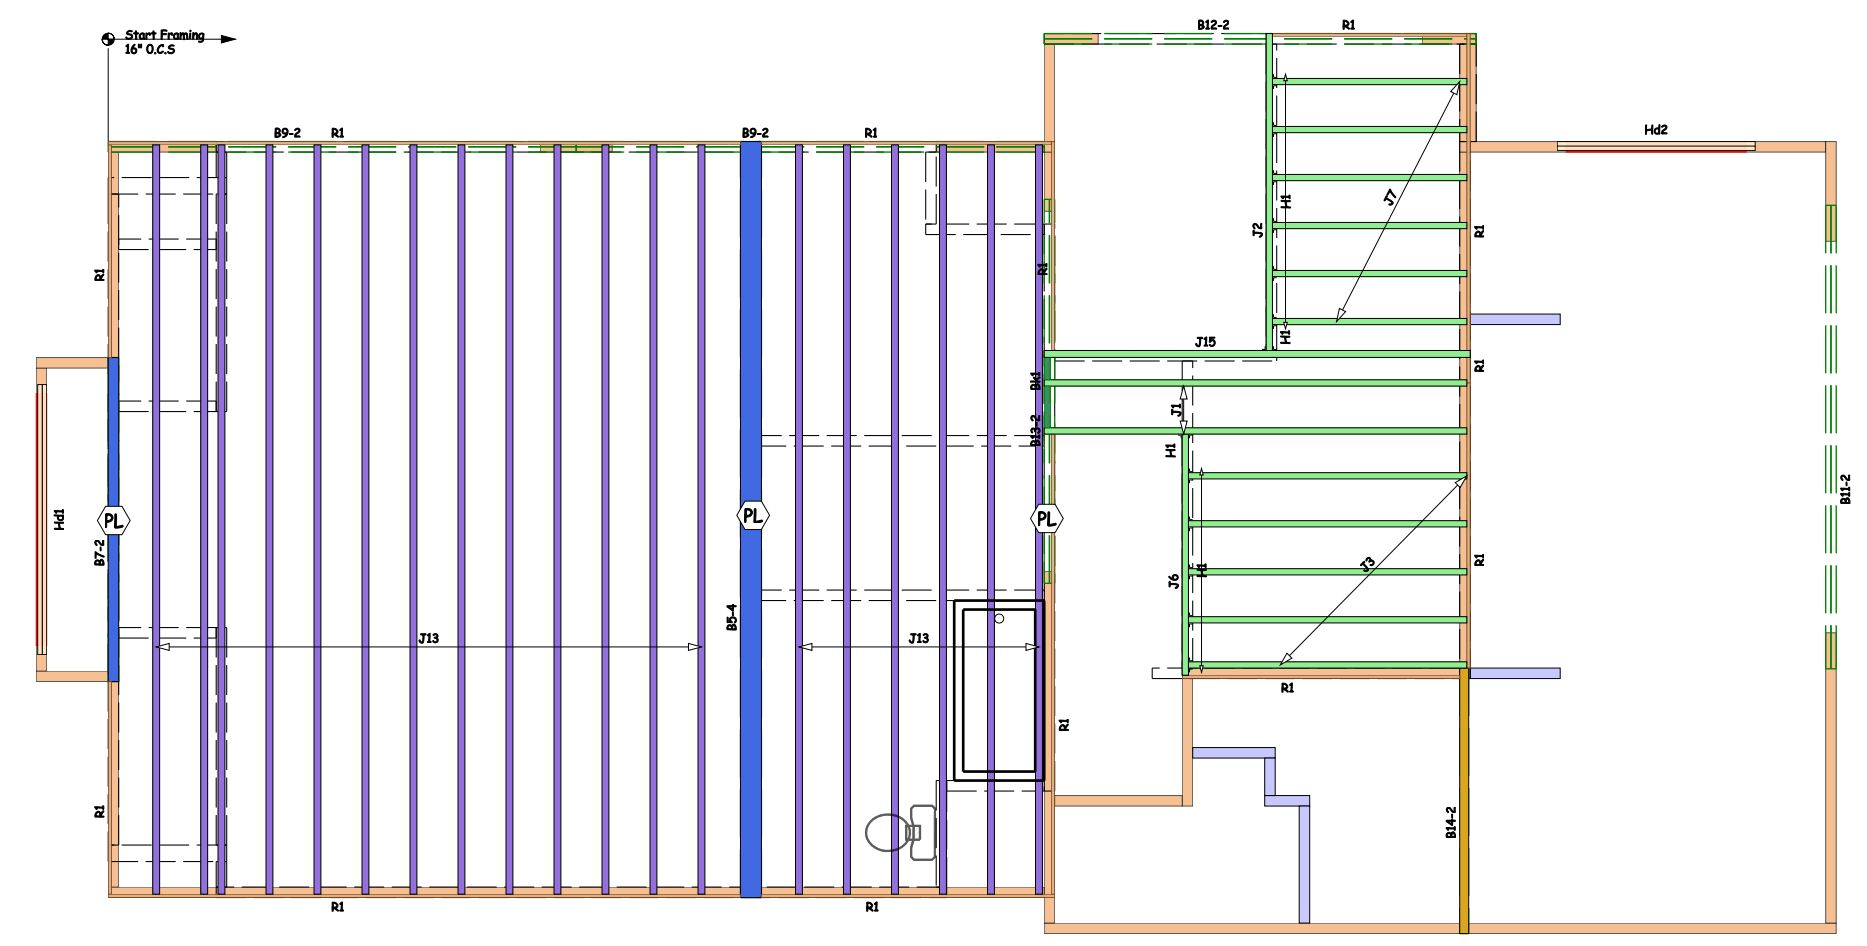 Start Framing
16" O.C.S
B12-2
R1
B9-2
R1
B9-2
R1
Hd2
J7
H1
J2
R1
R1
R1
H1
J15
R1
Bk1
J1
B13-2
H1
B11-2
Hd1
PL
PL
PL
B7-2
H1
J3
R1
J6
B5-4
J13
J13
R1
R1
R1
B14-2
R1
R1